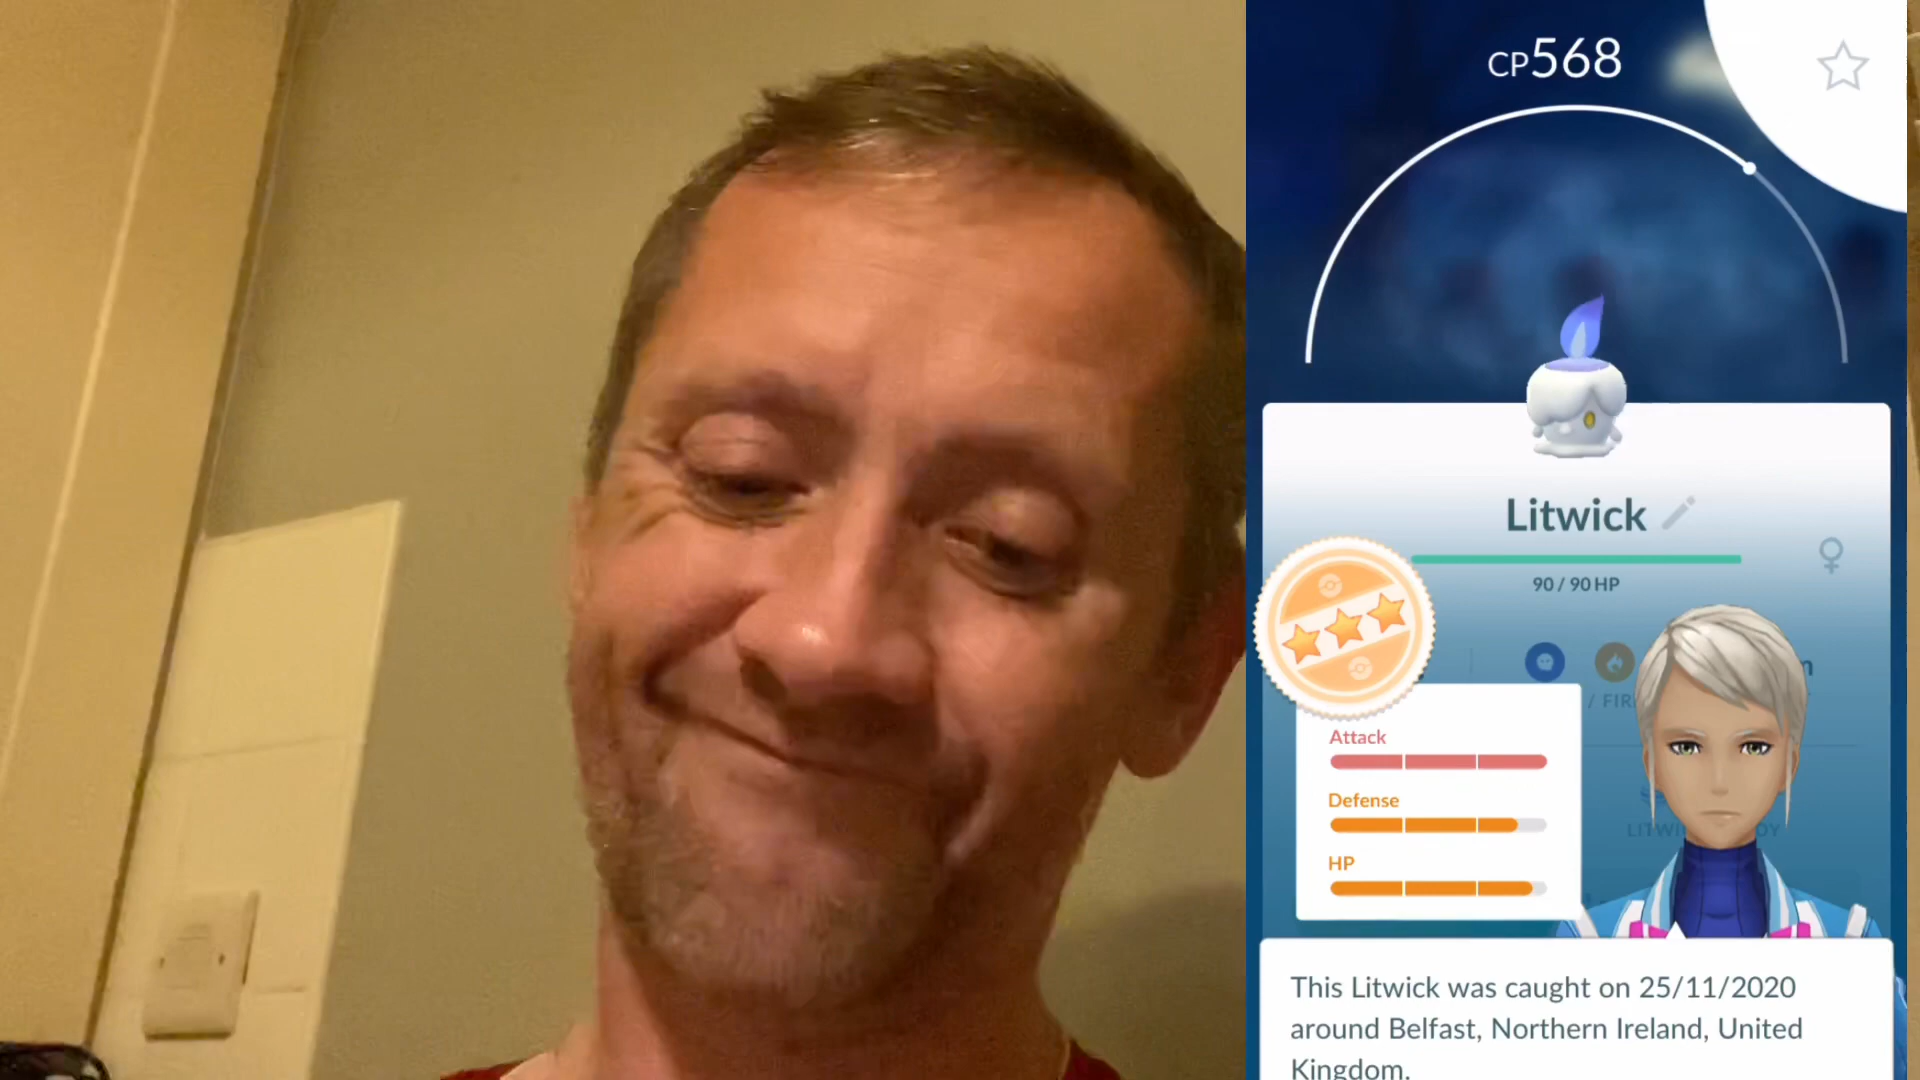 CP568
Litwick
90 / 90 HP
/ FIR
Attack
Defense
HP
This Litwick was caught on 25/11/2020
around Belfast, Northern Ireland, United
Kingdom.